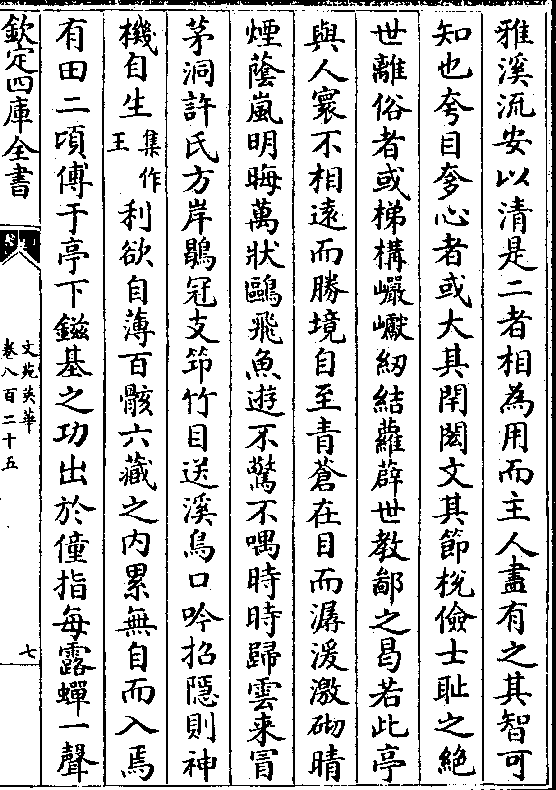 雅溪流安以清是二者相為用而主人盡有之其智可
知也夸目奓心者或大其閈閎文其節梲儉士恥之絶
世離俗者或梯構巘巚紉結蘿薜世教鄙之曷若此亭
與人寰不相遠而勝境自至青蒼在目而潺湲激砌晴
煙䕃嵐明晦萬狀鷗飛魚遊不驚不喁時時歸雲来冐
茅洞許氏方岸鶡冠支笻竹目送溪鳥口吟招隱則神
機自生集作王利欲自薄百骸六藏之内累無自而入焉
有田二頃傅于亭下鎡基之功出於僮指每露蟬一聲
欽定四庫全書
文苑英華
卷八百二十五
七